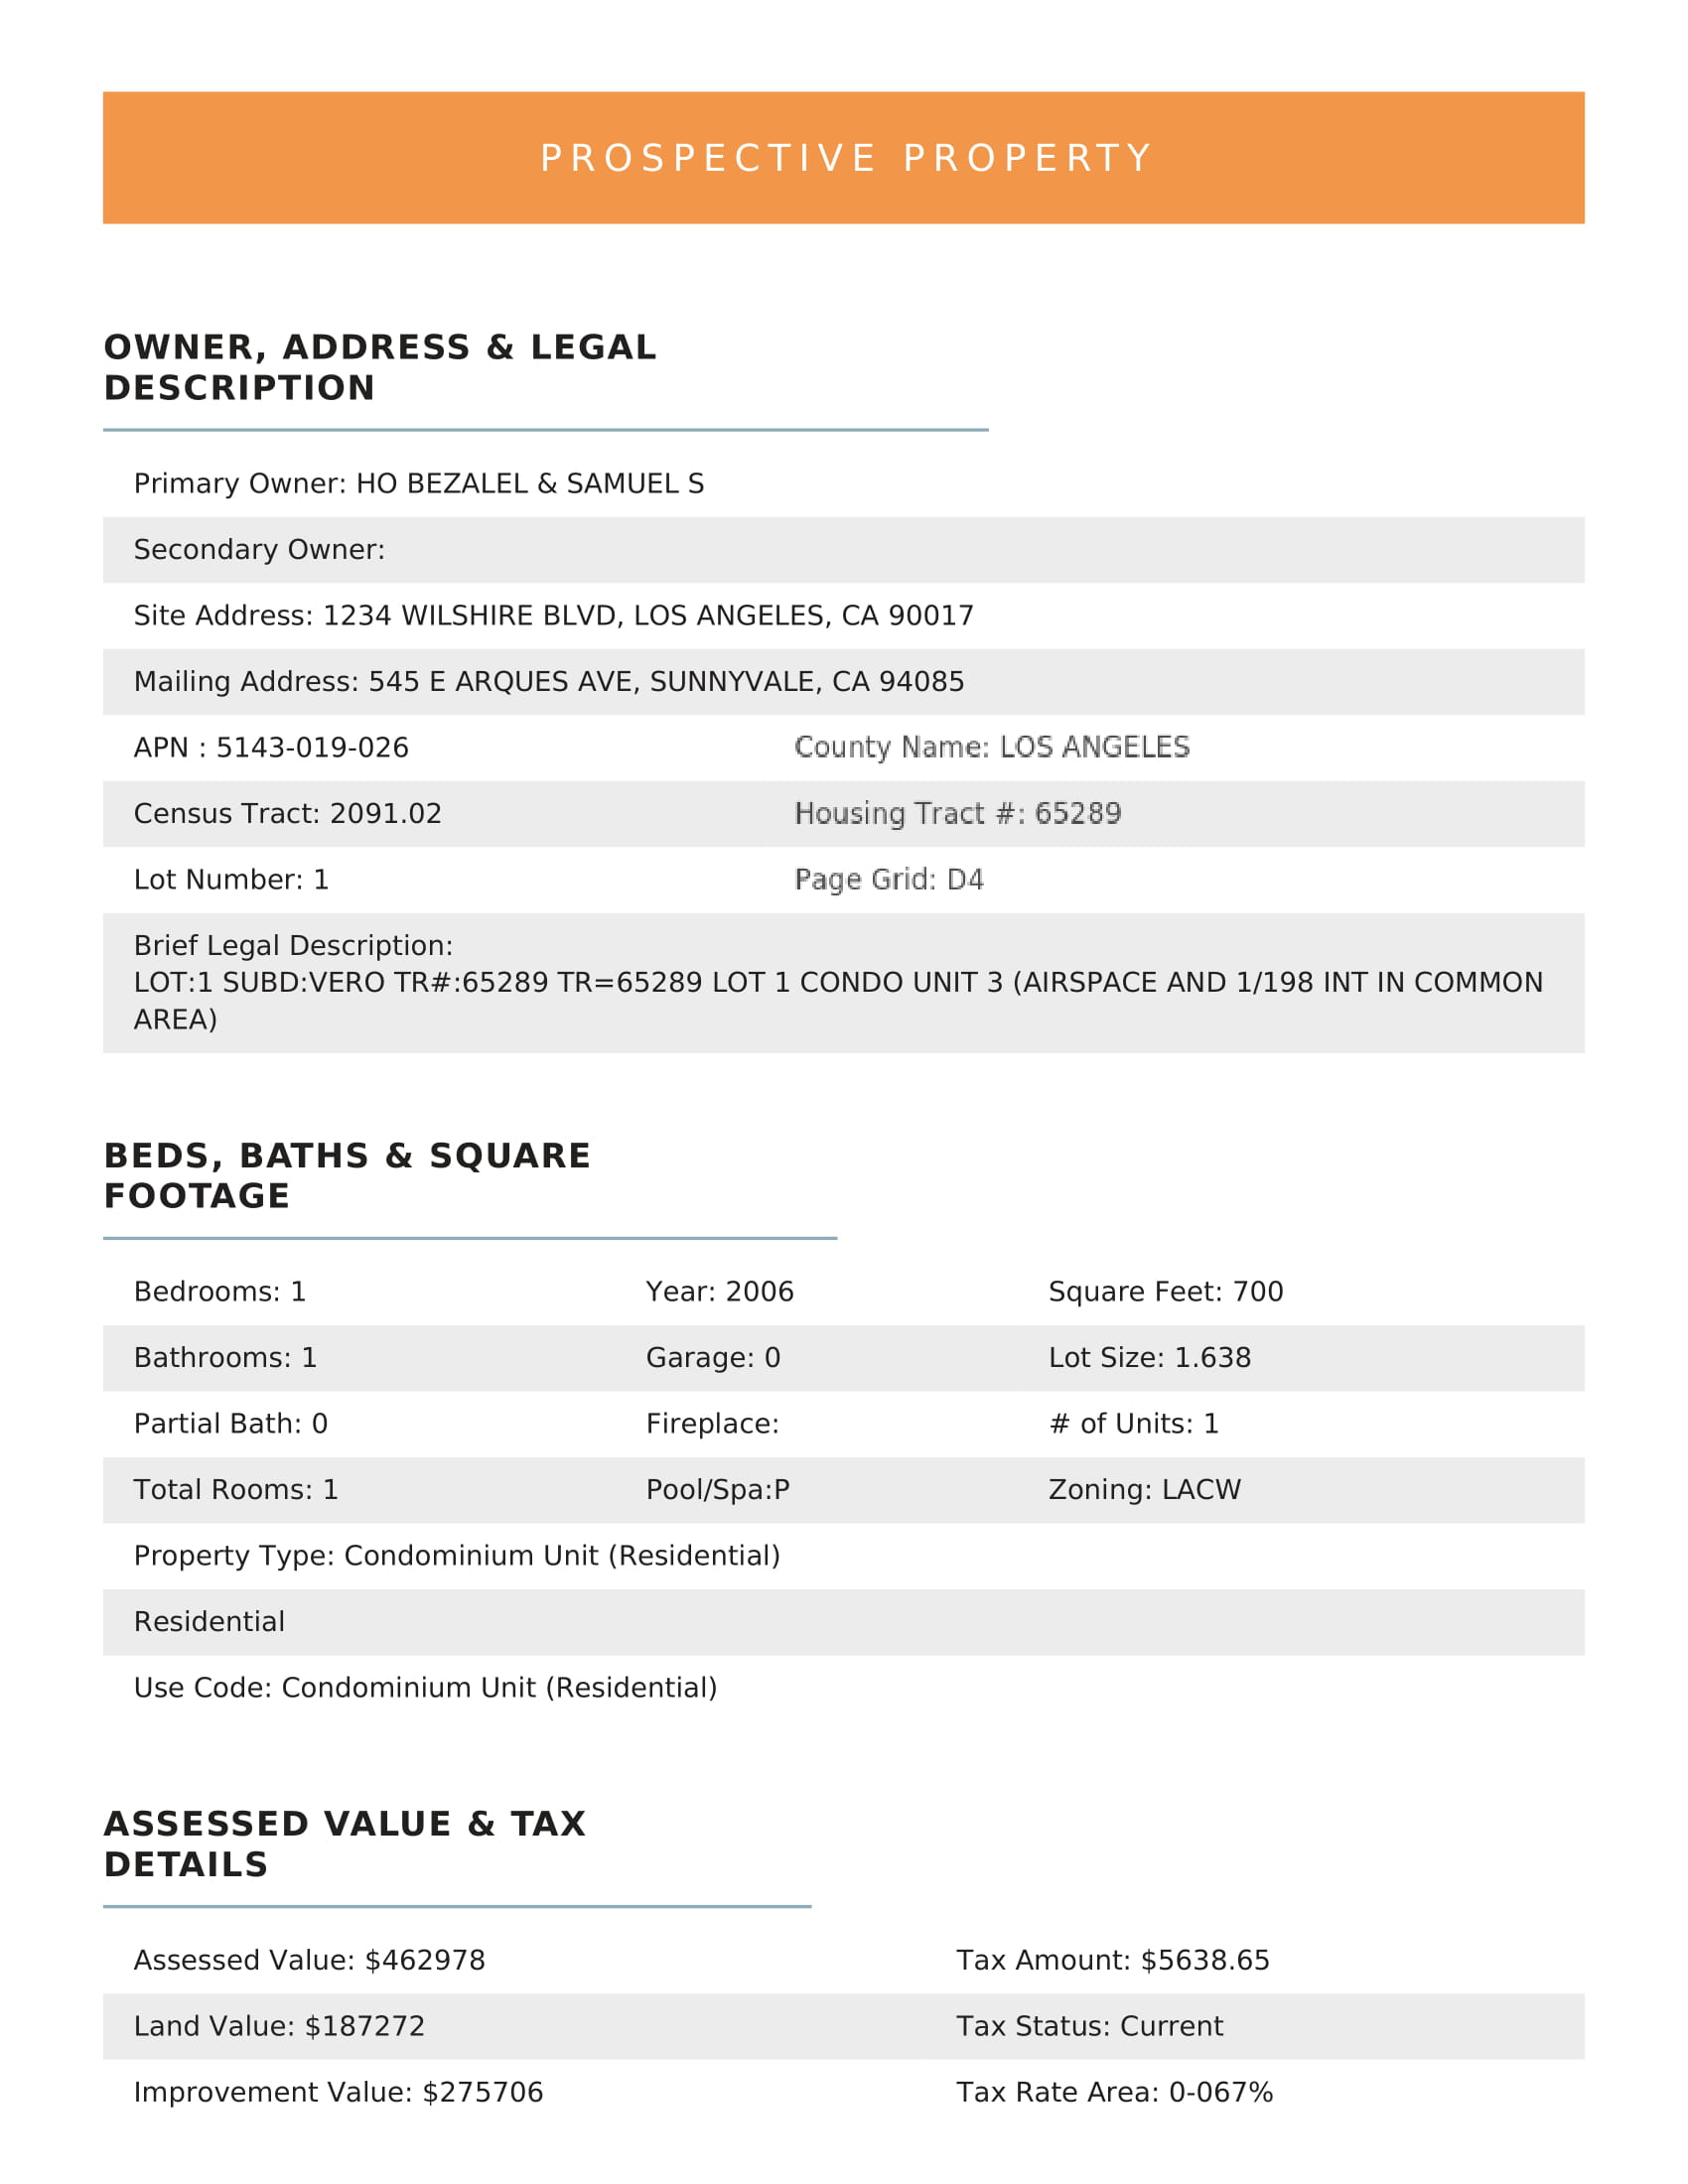 PROSPECTIVE PROPERTY
OWNER, ADDRESS & LEGAL
DESCRIPTION
Primary Owner: HO BEZALEL & SAMUEL S
Secondary Owner:
Site Address: 1234 WILSHIRE BLVD, LOS ANGELES, CA 90017
Mailing Address: 545 E ARQUES AVE, SUNNYVALE, CA 94085
APN : 5143-019-026 County Name: LOS ANGELES
Census Tract: 2091.02 Housing Tract #: 65289
Lot Number: 1 Page Grid: D4
Brief Legal Description:
LOT:1 SUBD:VERO TR#:65289 TR=65289 LOT 1 CONDO UNIT 3 (AIRSPACE AND 1/198 INT IN COMMON
AREA)
BEDS, BATHS & SQUARE
FOOTAGE
Bedrooms: 1 Year: 2006 Square Feet: 700
Bathrooms: 1 Garage: 0 Lot Size: 1.638
Partial Bath: 0 Fireplace: # of Units: 1
Total Rooms: 1 Pool/Spa:P Zoning: LACW
Property Type: Condominium Unit (Residential)
Residential
Use Code: Condominium Unit (Residential)
ASSESSED VALUE & TAX
DETAILS
Assessed Value: $462978 Tax Amount: $5638.65
Land Value: $187272 Tax Status: Current
Improvement Value: $275706 Tax Rate Area: 0-067%